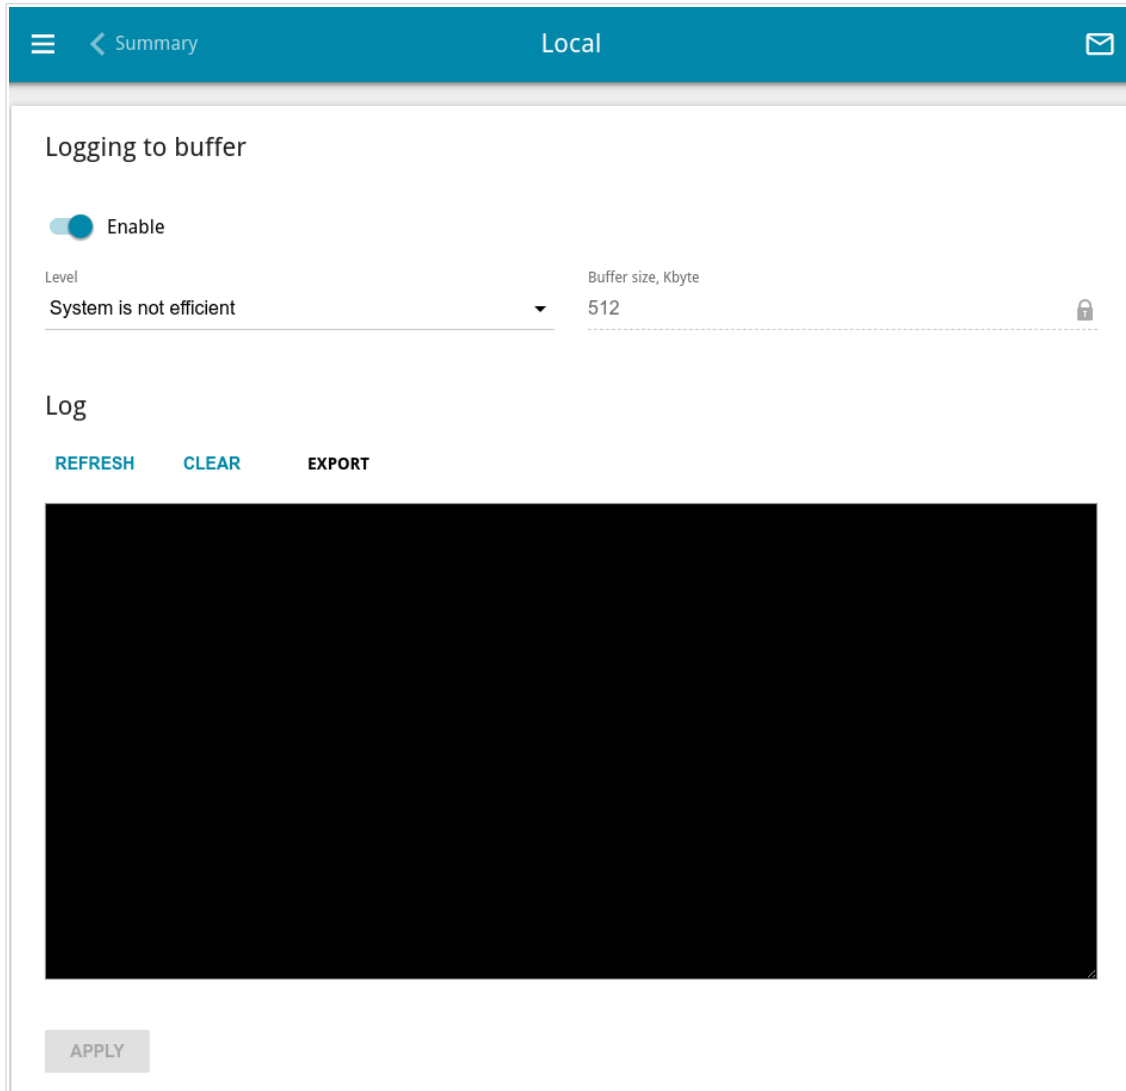 Summary Local
Logging to buffer
Enable
Level Buffer size, Kbyte
System is not efficient 512
Log
REFRESH CLEAR EXPORT
APPLY